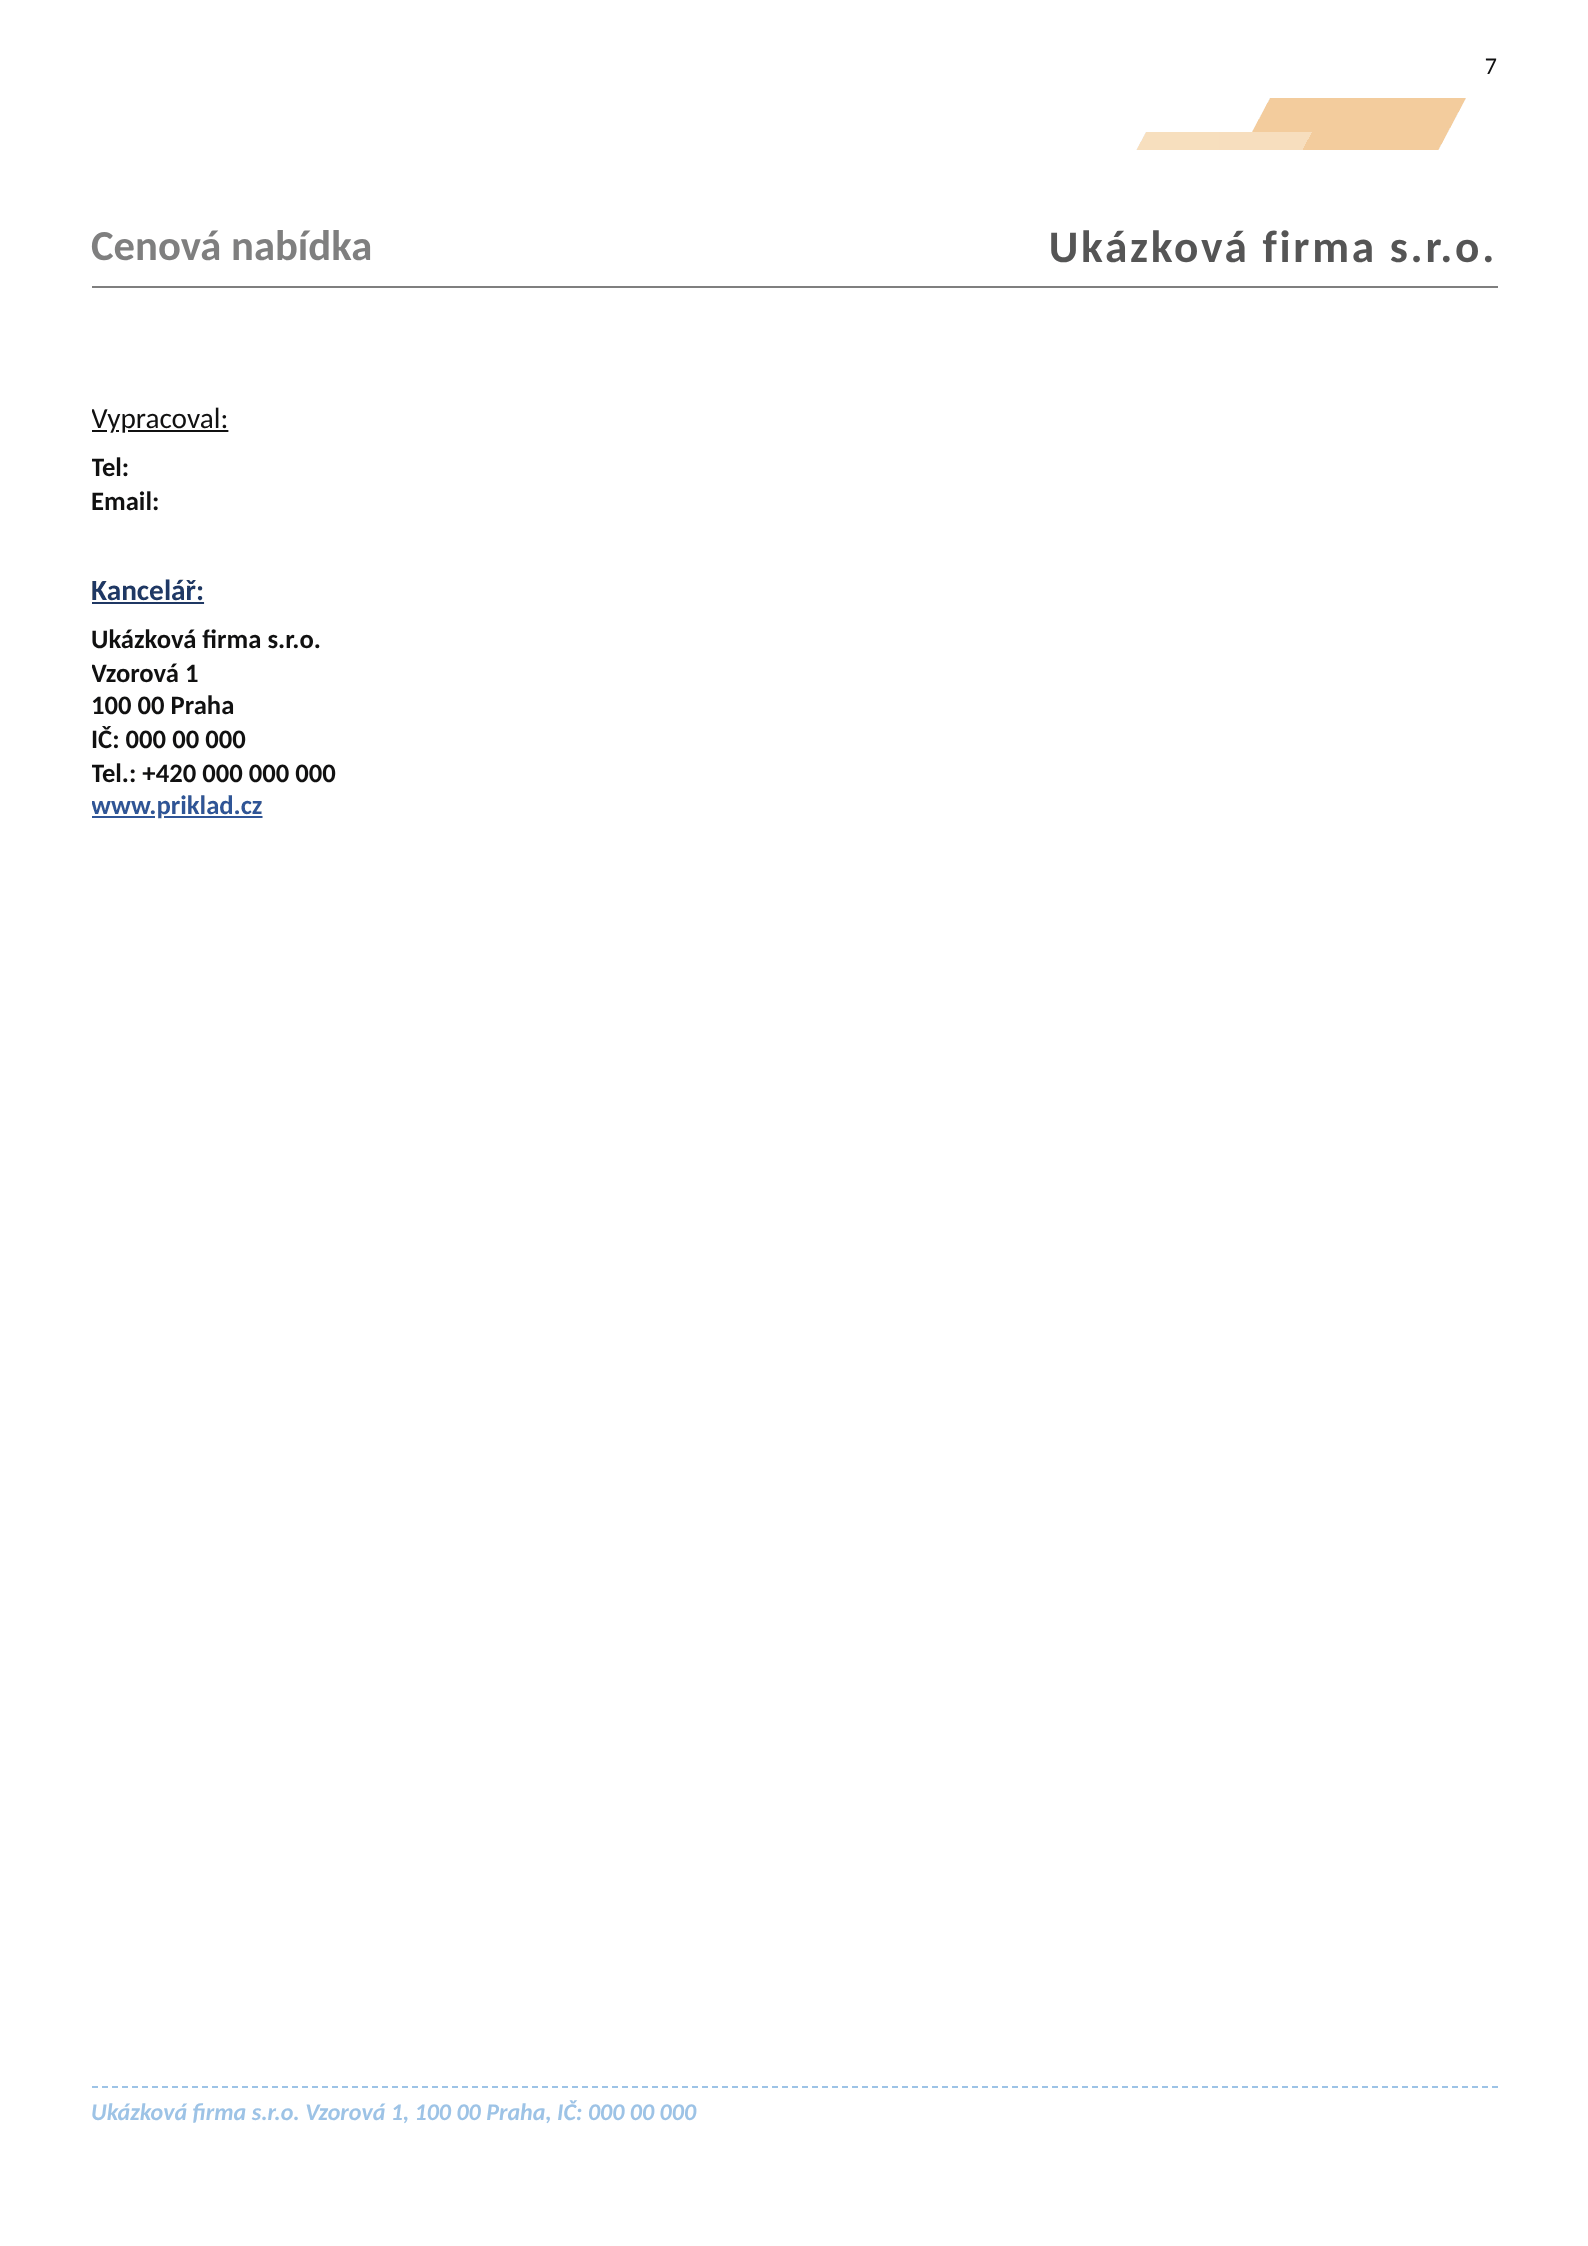 7
Cenová nabídka
Ukázková firma s.r.o.
Vypracoval:
Tel:
Email:
Kancelář:
Ukázková firma s.r.o.
Vzorová 1
100 00 Praha
IČ: 000 00 000
Tel.: +420 000 000 000
www.priklad.cz
Ukázková firma s.r.o. Vzorová 1, 100 00 Praha, IČ: 000 00 000